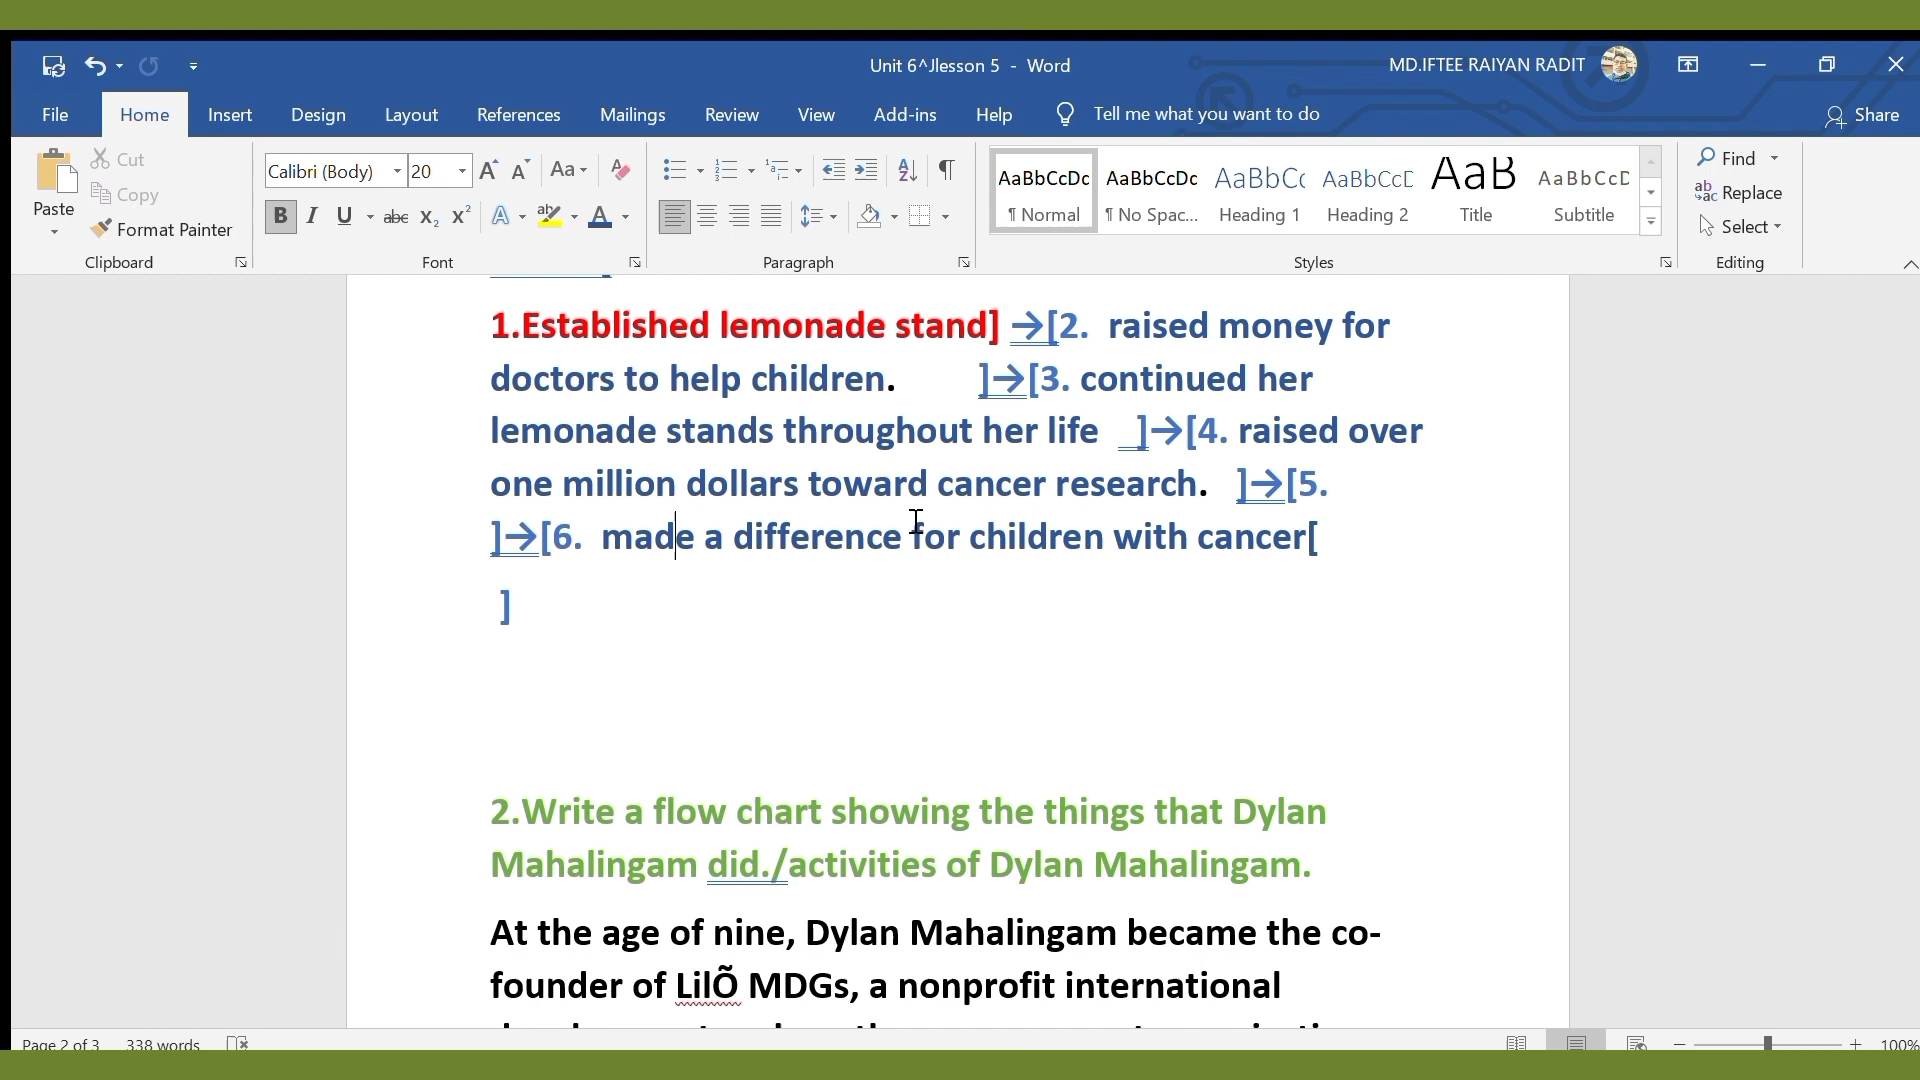 Unit 6^Jlesson 5 - Word
MD.IFTEE RAIYAN RADIT
File Home Insert Design Layout References Mailings Review View Add-ins Help Tell me what you want to do Share
Paste
Cut
Copy
Format Painter
Clipboard
Calibri (Body) 20
Font
Paragraph
AaBbCcDc AaBbCcDc AaBbCc AaBbCcD AaB AaBbCcD
¶ Normal ¶ No Spac... Heading 1 Heading 2 Title Subtitle
Styles
Find
Replace
Select
Editing
1.Established lemonade stand] →[2. raised money for
doctors to help children. ]→[3. continued her
lemonade stands throughout her life ]→[4. raised over
one million dollars toward cancer research. ]→[5.
]→[6. made a difference for children with cancer[
]
2.Write a flow chart showing the things that Dylan
Mahalingam did./activities of Dylan Mahalingam.
At the age of nine, Dylan Mahalingam became the co-
founder of LilÕ MDGs, a nonprofit international
Page 2 of 3 338 words 100%